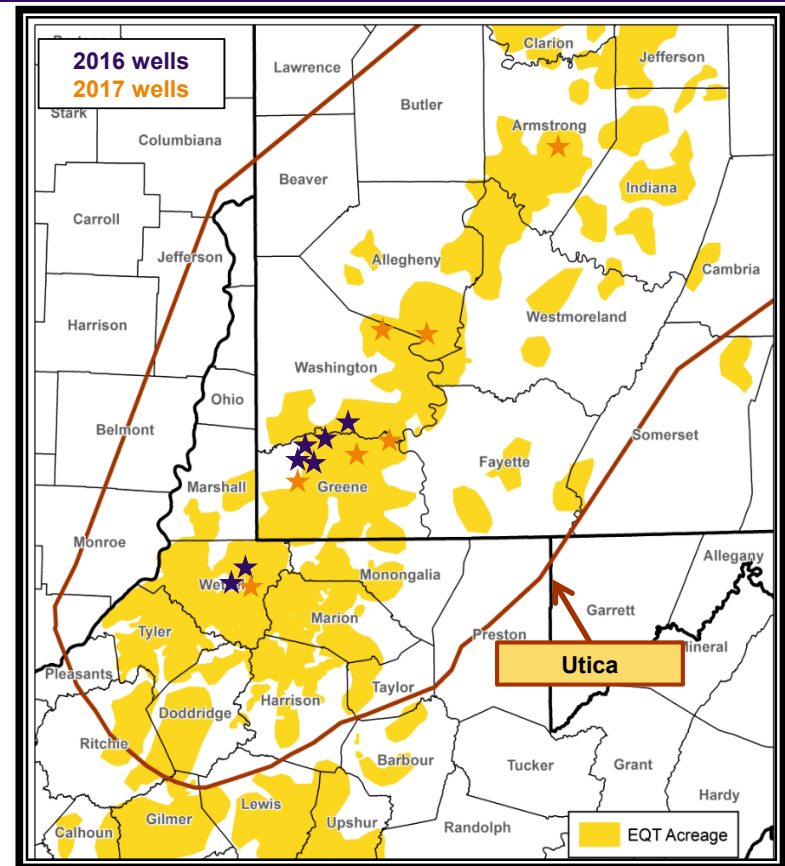 2016 wells
2017 wells
Clarion
Jefferson
Lawrence
Butler
Stark
Armstrong
Columbiana
Beaver
Indiana
Carroll
Jefferson
Allegheny
Cambria
Harrison
Westmoreland
Washington
Ohio
Belmont
Somerset
Fayette
Marshall
Greene
Monroe
Allegany
Monongalia
Garrett
Marion
Tyler
Preston
Mineral
Utica
Pleasants
Taylor
Harrison
Doddridge
Ritchie
Barbour
Tucker
Grant
Hardy
Lewis
Gilmer
Upshur
Randolph
Calhoun
EQT Acreage